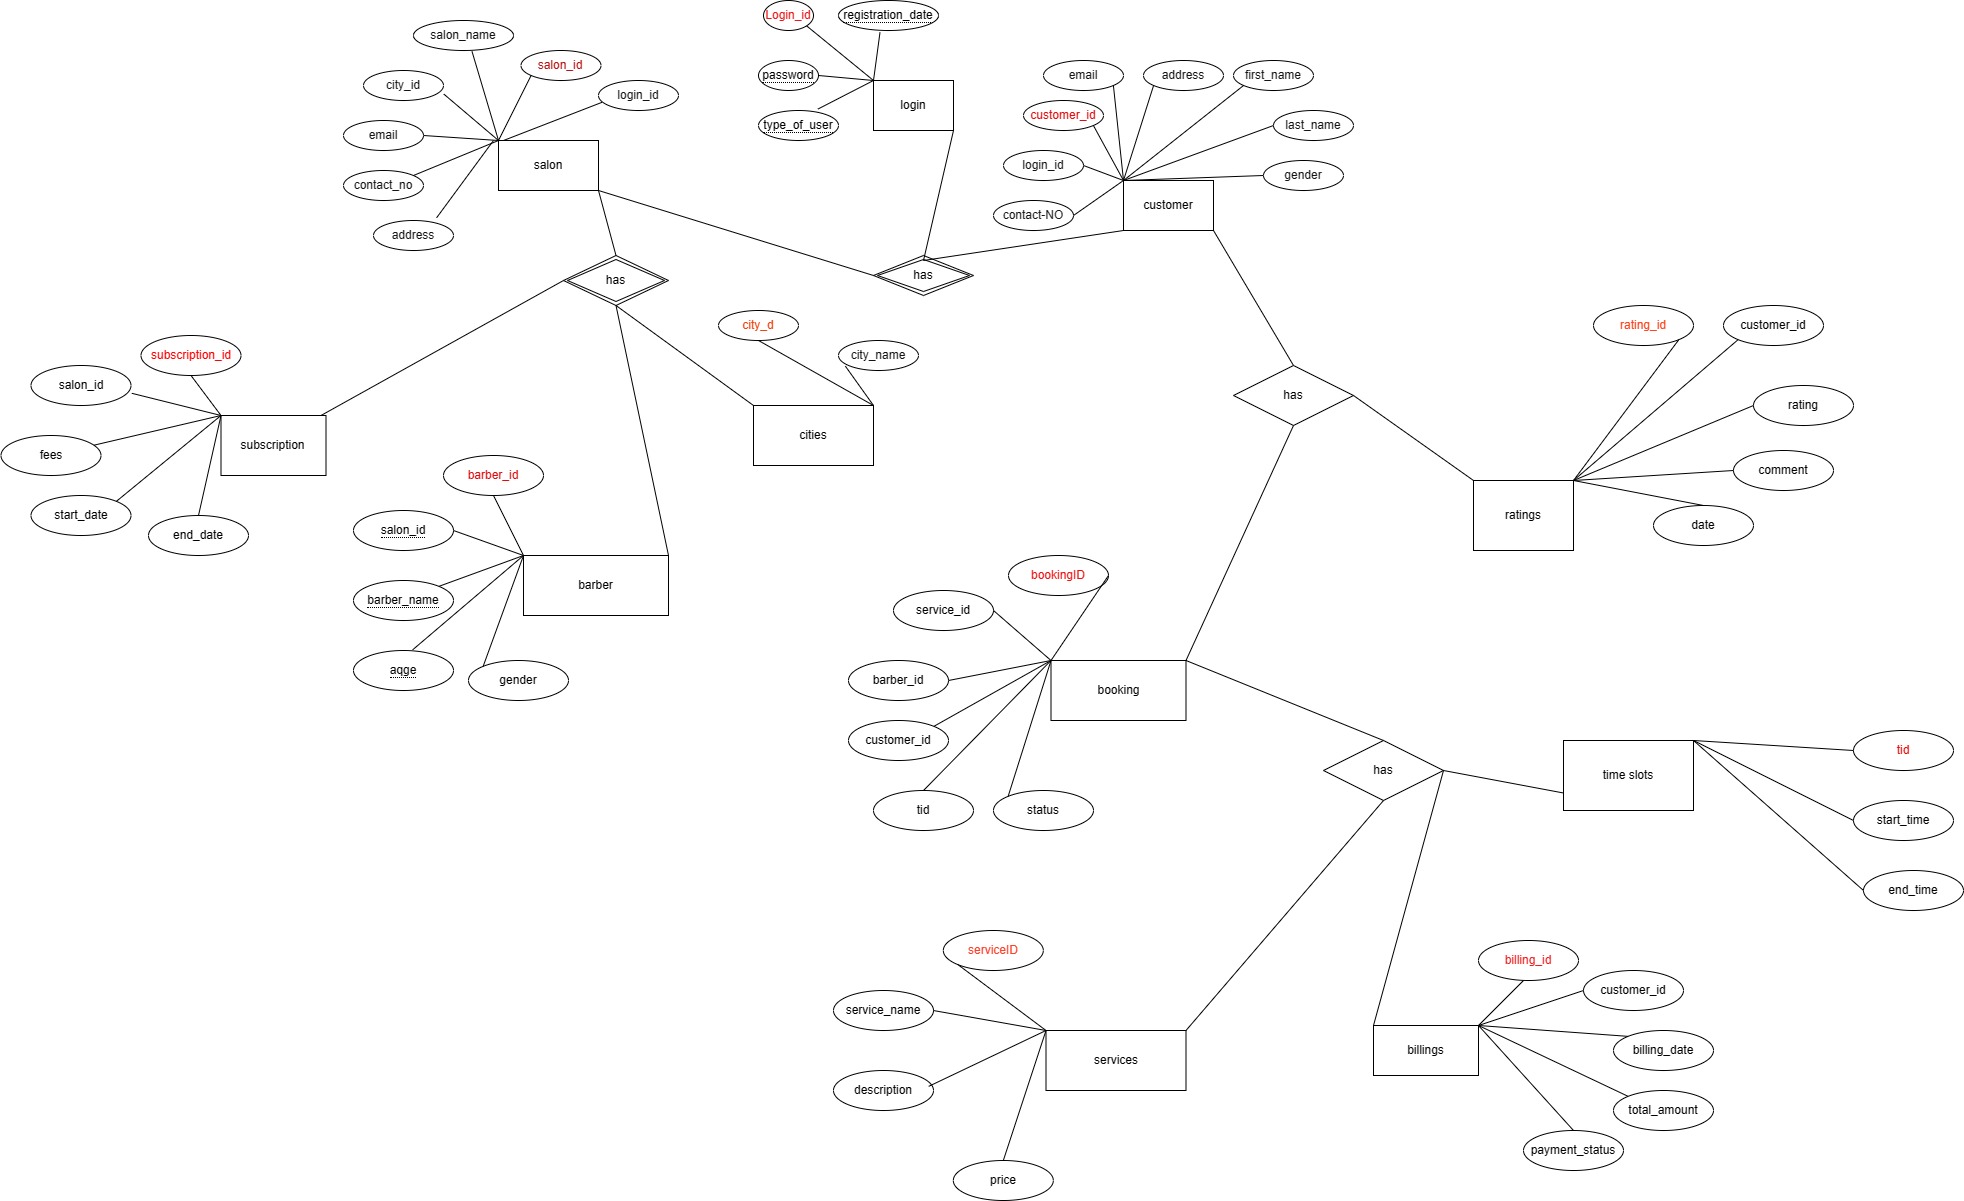 Login_id
registration_date
salon_name
salon_id
city_id
login_id
password
email
address
first_name
login
customer_id
email
type_of_user
last_name
salon
login_id
gender
contact_no
customer
contact-NO
address
has
has
city_d
rating_id
customer_id
subscription_id
city_name
salon_id
has
rating
cities
subscription
fees
barber_id
comment
start_date
salon_id
ratings
date
end_date
barber
bookingID
barber_name
service_id
aqge
gender
barber_id
booking
customer_id
tid
has
time slots
tid
status
start_time
end_time
serviceID
billing_id
customer_id
service_name
services
billings
billing_date
description
total_amount
payment_status
price